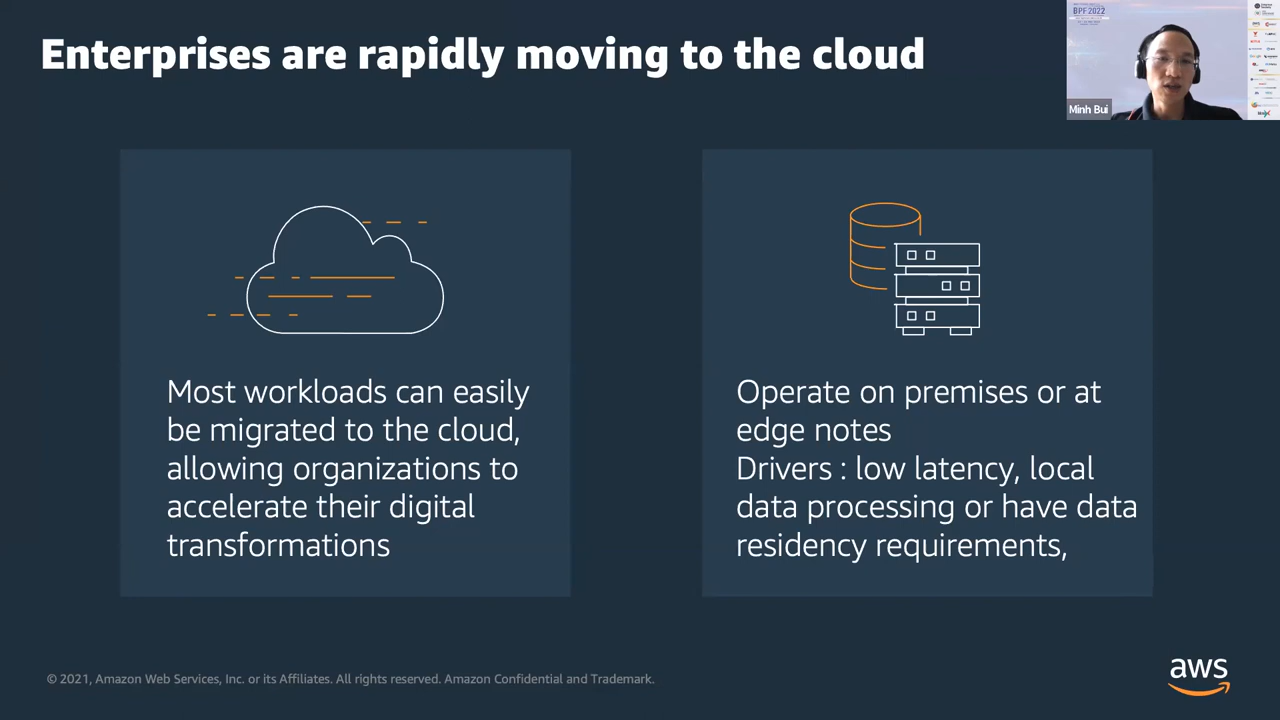 Enterprises are rapidly moving to the cloud
BPF 2022
Minh Bui
Most workloads can easily
be migrated to the cloud,
allowing organizations to
accelerate their digital
transformations
Operate on premises or at
edge notes
Drivers : low latency, local
data processing or have data
residency requirements,
© 2021, Amazon Web Services, Inc. or its Affiliates. All rights reserved. Amazon Confidential and Trademark.
aws